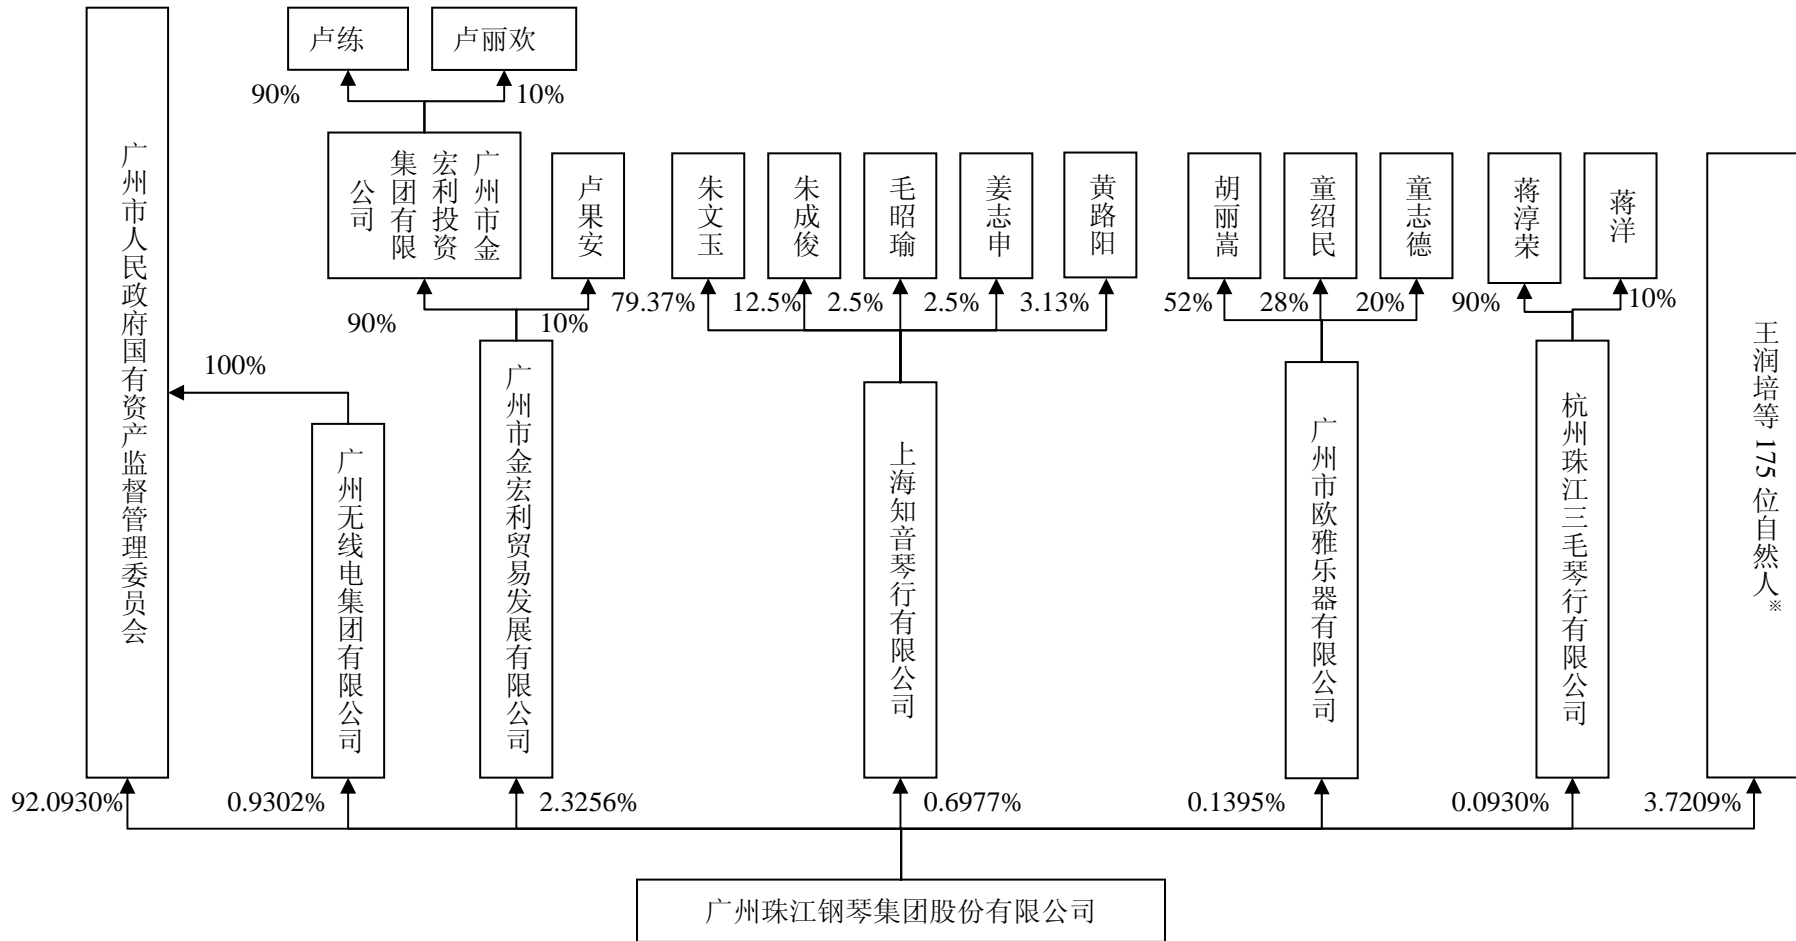 卢练
卢丽欢
90%
10%
广州市金
宏利投资
集团有限
公司
卢果安
朱文玉
朱成俊
毛昭瑜
姜志申
黄路阳
胡丽嵩
童绍民
童志德
蒋淳荣
蒋洋
90%
10%
79.37%
12.5%
2.5%
2.5%
3.13%
52%
28%
20%
90%
10%
100%
广州市人民政府国有资产监督管理委员会
广州无线电集团有限公司
广州市金宏利贸易发展有限公司
上海知音琴行有限公司
广州市欧雅乐器有限公司
杭州珠江三毛琴行有限公司
王润培等 175 位自然人※
92.0930%
0.9302%
2.3256%
0.6977%
0.1395%
0.0930%
3.7209%
广州珠江钢琴集团股份有限公司